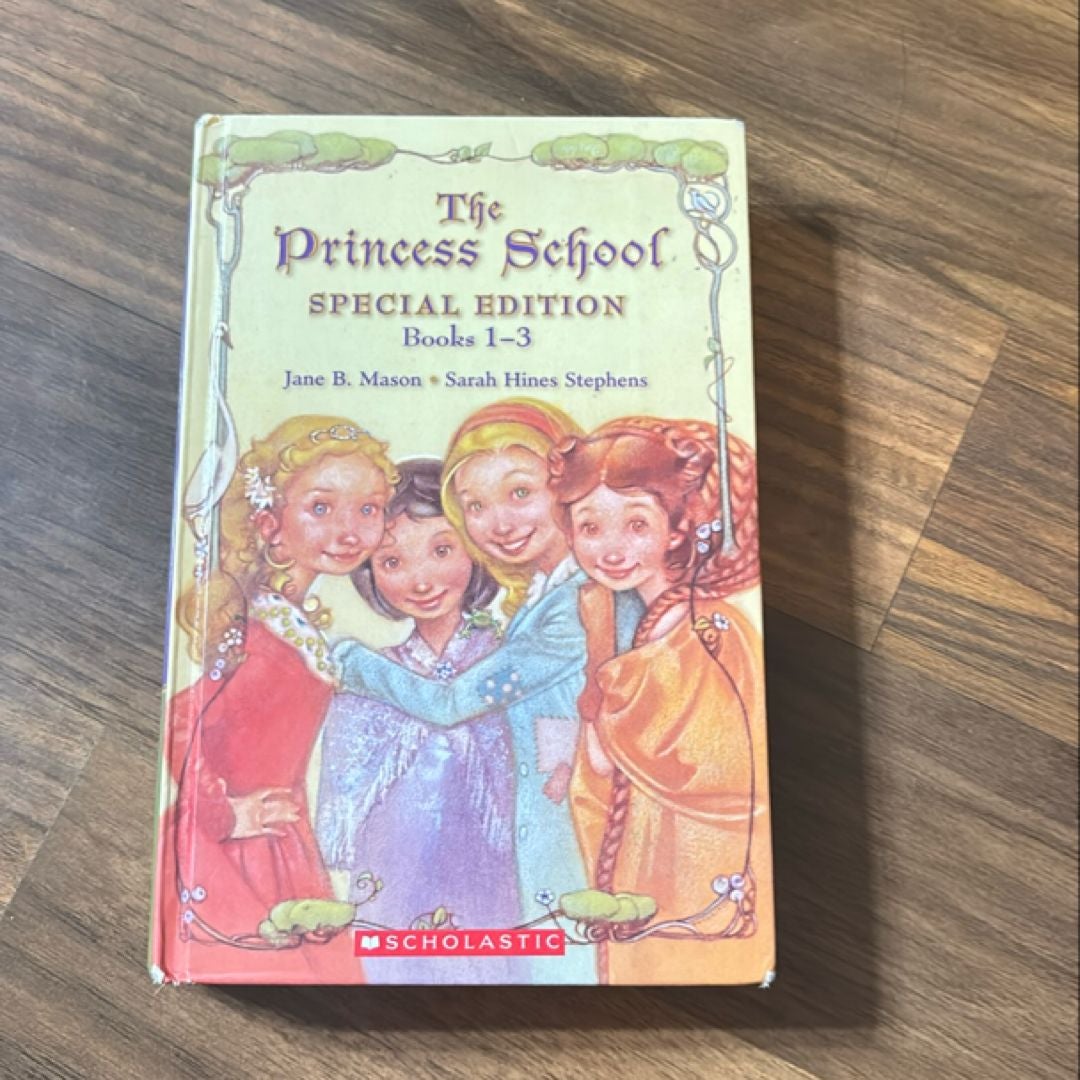 The
Princess School
SPECIAL EDITION
Books 1–3
Jane B. Mason • Sarah Hines Stephens
SCHOLASTIC